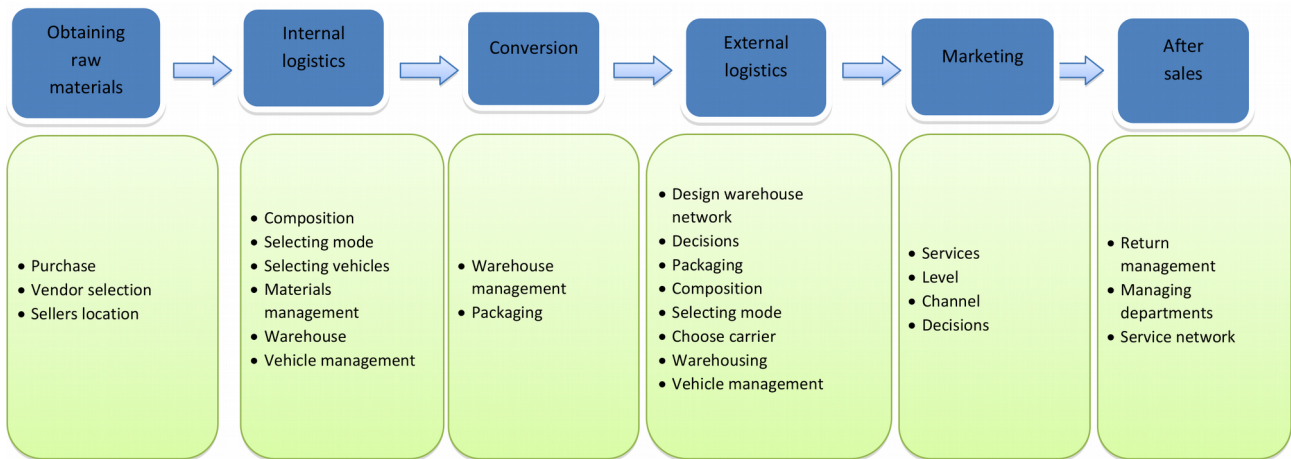 Obtaining
raw
materials
Internal
logistics
Conversion
External
logistics
Marketing
After
sales
• Purchase
• Vendor selection
• Sellers location
• Composition
• Selecting mode
• Selecting vehicles
• Materials
management
• Warehouse
• Vehicle management
• Warehouse
management
• Packaging
• Design warehouse
network
• Decisions
• Packaging
• Composition
• Selecting mode
• Choose carrier
• Warehousing
• Vehicle management
• Services
• Level
• Channel
• Decisions
• Return
management
• Managing
departments
• Service network